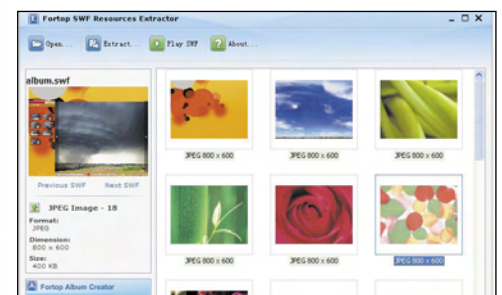 Fortop SWF Resources Extractor
Open... Extract... Play SWF About...
album.swf
Previous SWF Next SWF
JPEG Image - 18
Format:
JPEG
Dimension:
800 x 600
Size:
400 KB
Fortop Album Creator
JPEG 800 x 600 JPEG 800 x 600 JPEG 800 x 600
JPEG 800 x 600 JPEG 800 x 600 JPEG 800 x 600